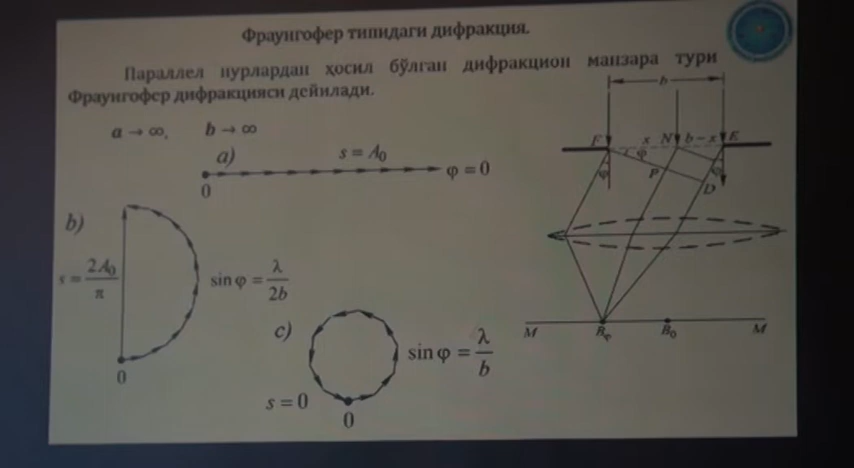 Фраунгофер типидаги дифракция.
Параллел нурлардан ҳосил бўлган дифракцион манзара тури
Фраунгофер дифракцияси дейилади.
a → ∞, b → ∞
a) s = A₀
φ = 0
0
b)
s = 2A₀/π
sin φ = λ/2b
0
c)
sin φ = λ/b
s = 0
0
b
F x N b − x E
φ φ φ
P
D
M Bφ B₀ M